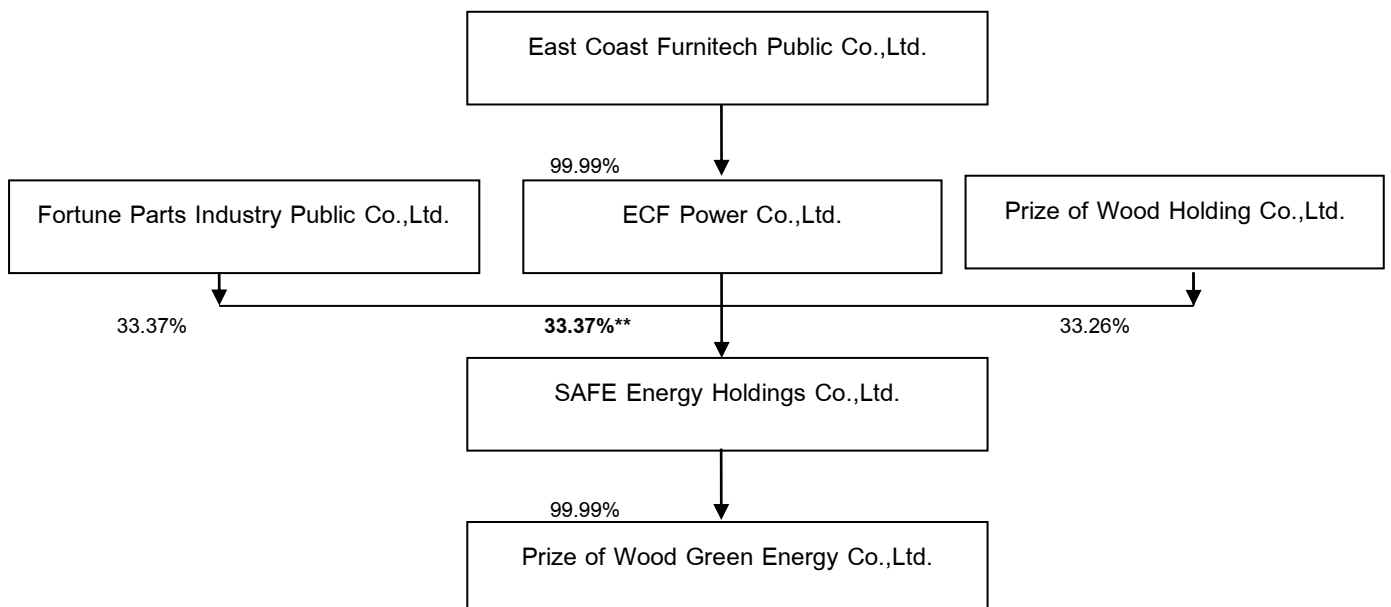 East Coast Furnitech Public Co.,Ltd.
99.99%
Fortune Parts Industry Public Co.,Ltd.
ECF Power Co.,Ltd.
Prize of Wood Holding Co.,Ltd.
33.37%
33.37%**
33.26%
SAFE Energy Holdings Co.,Ltd.
99.99%
Prize of Wood Green Energy Co.,Ltd.